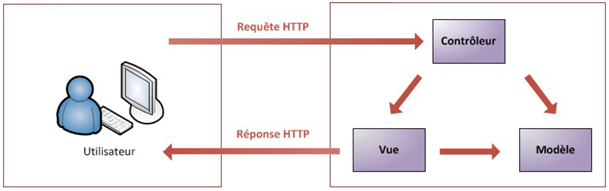 Requête HTTP
Contrôleur
Réponse HTTP
Utilisateur
Vue
Modèle